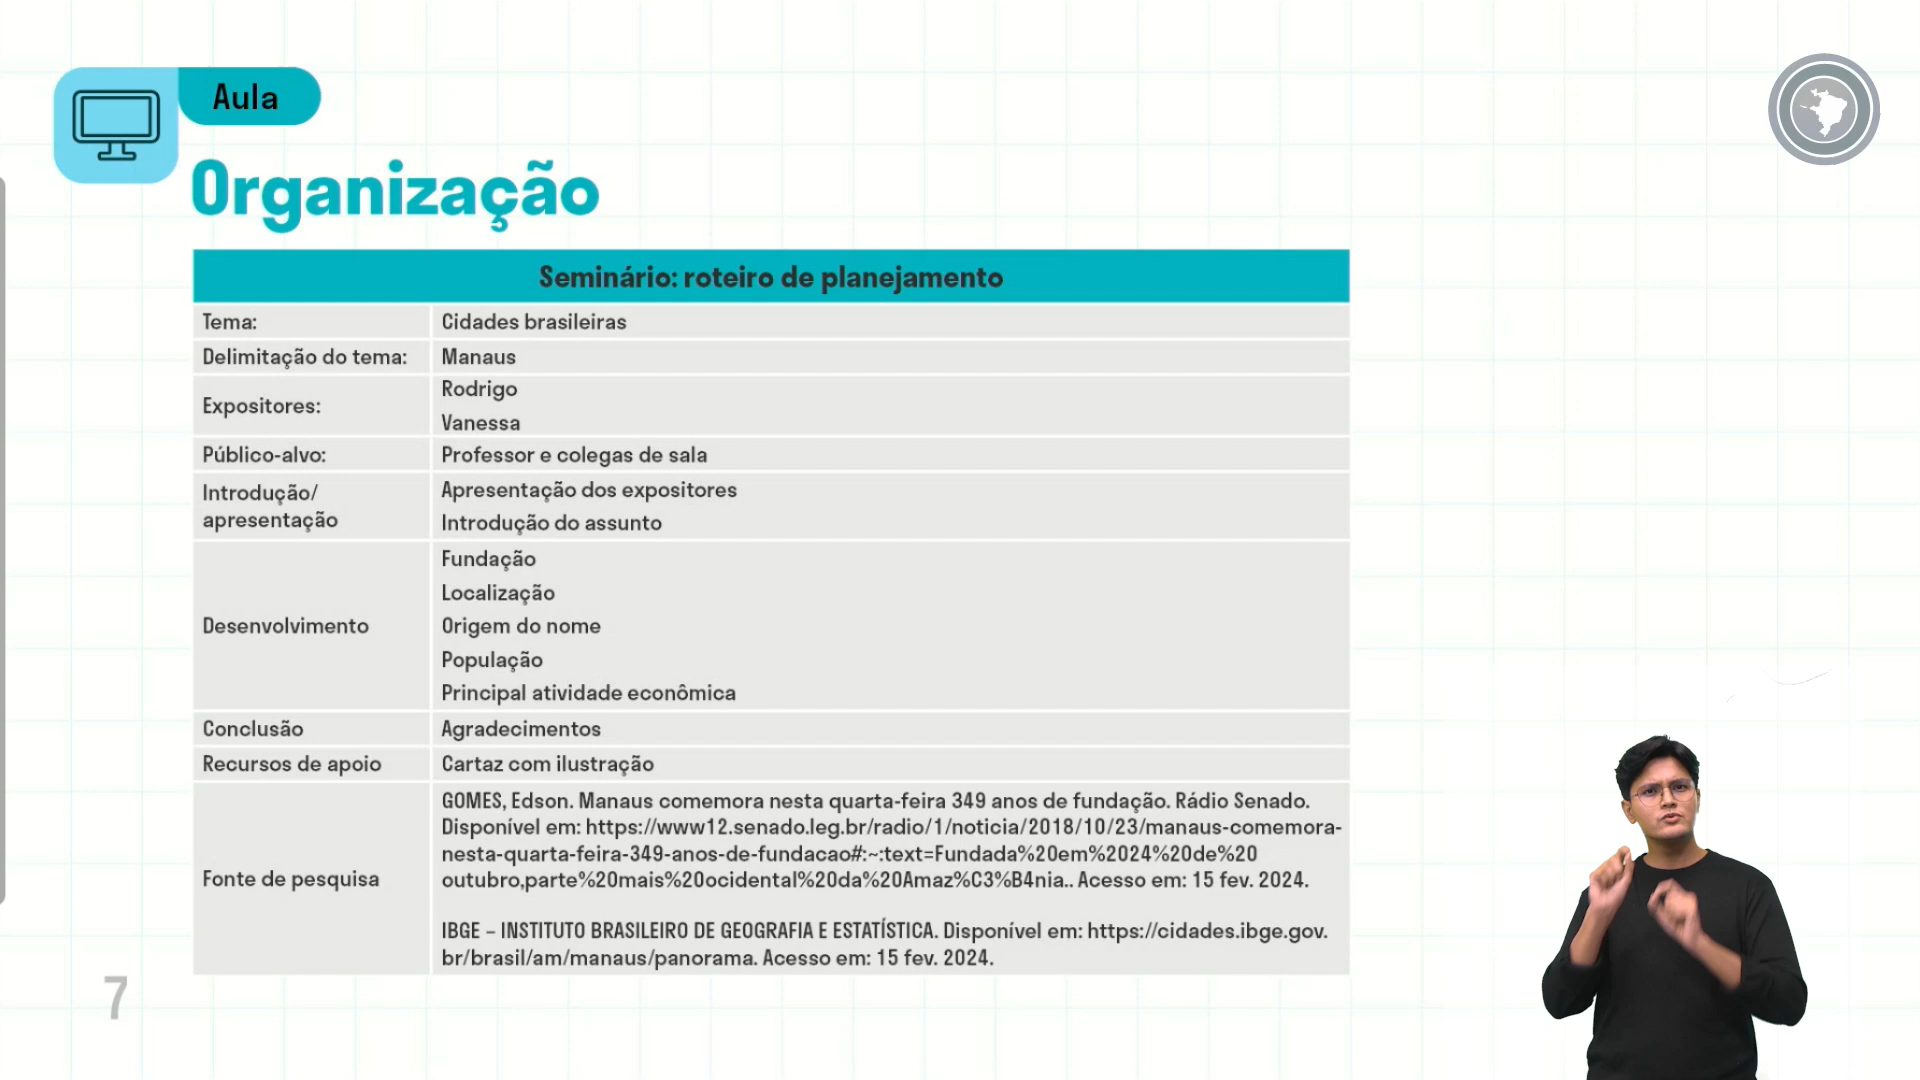 Aula
Organização
Seminário: roteiro de planejamento
Tema:
Cidades brasileiras
Delimitação do tema:
Manaus
Expositores:
Rodrigo
Vanessa
Público-alvo:
Professor e colegas de sala
Introdução/
apresentação
Apresentação dos expositores
Introdução do assunto
Desenvolvimento
Fundação
Localização
Origem do nome
População
Principal atividade econômica
Conclusão
Agradecimentos
Recursos de apoio
Cartaz com ilustração
Fonte de pesquisa
GOMES, Edson. Manaus comemora nesta quarta-feira 349 anos de fundação. Rádio Senado.
Disponível em: https://www12.senado.leg.br/radio/1/noticia/2018/10/23/manaus-comemora-
nesta-quarta-feira-349-anos-de-fundacao#:~:text=Fundada%20em%2024%20de%20
outubro,parte%20mais%20ocidental%20da%20Amaz%C3%B4nia.. Acesso em: 15 fev. 2024.
IBGE – INSTITUTO BRASILEIRO DE GEOGRAFIA E ESTATÍSTICA. Disponível em: https://cidades.ibge.gov.
br/brasil/am/manaus/panorama. Acesso em: 15 fev. 2024.
7